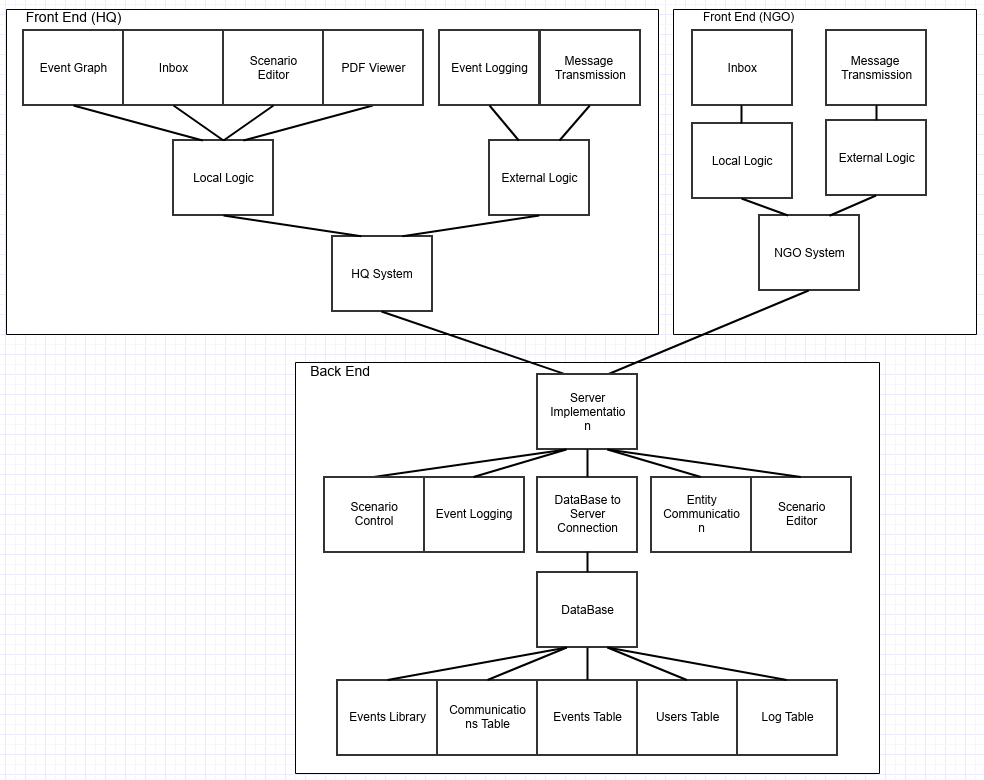 Front End (HQ)
Event Graph
Inbox
Scenario
Editor
PDF Viewer
Event Logging
Message
Transmission
Local Logic
External Logic
HQ System
Front End (NGO)
Inbox
Message
Transmission
Local Logic
External Logic
NGO System
Back End
Server
Implementatio
n
Scenario
Control
Event Logging
DataBase to
Server
Connection
Entity
Communicatio
n
Scenario
Editor
DataBase
Events Library
Communicatio
ns Table
Events Table
Users Table
Log Table